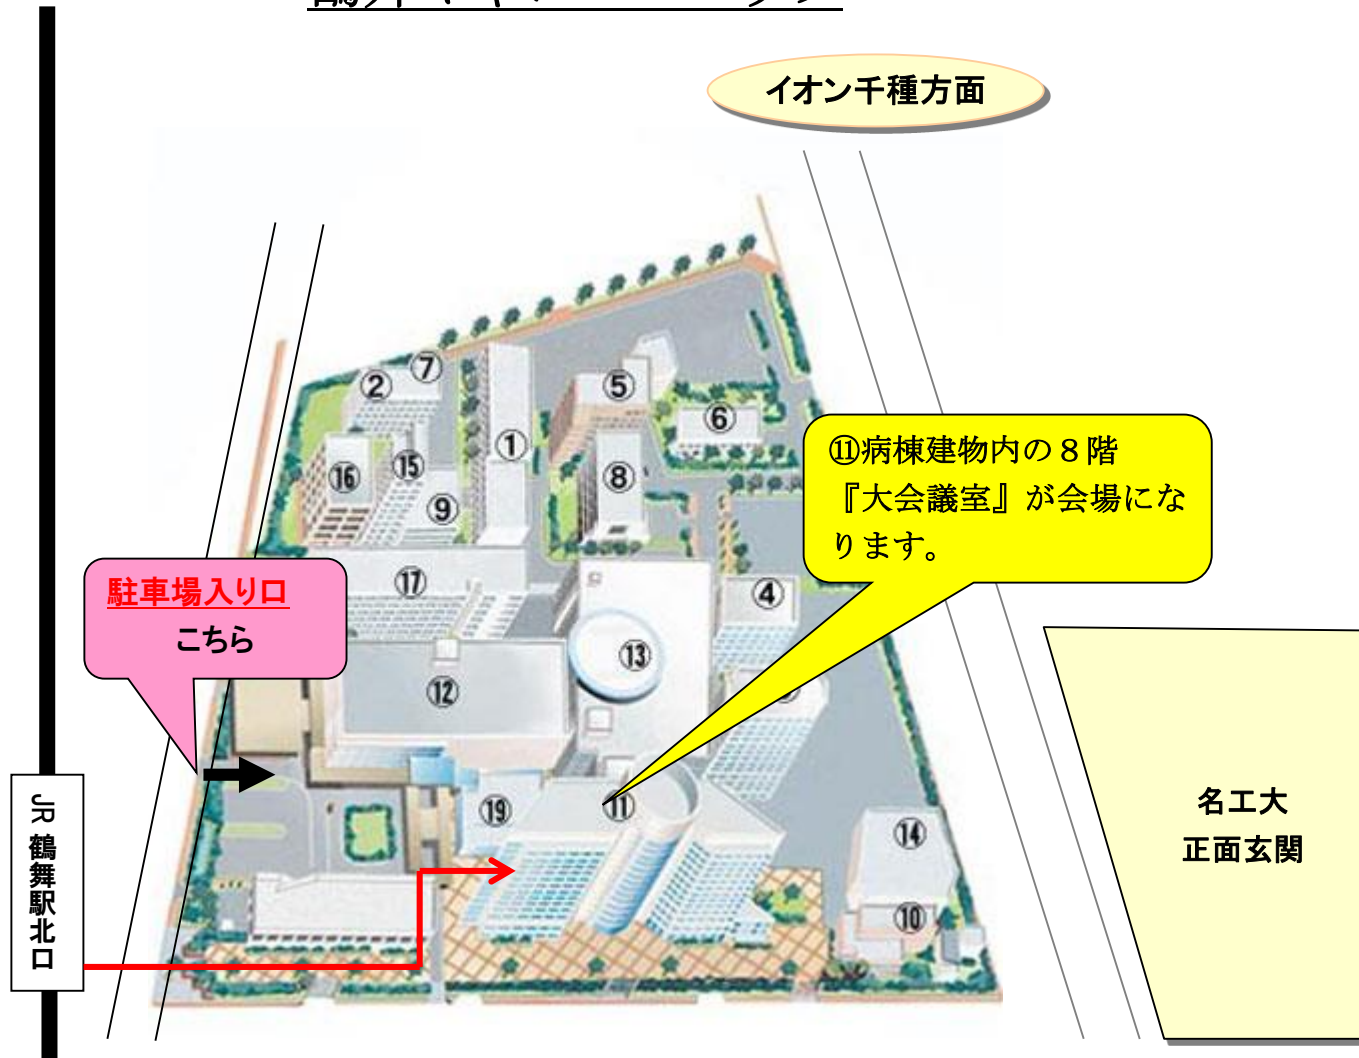 イオン千種方面
⑦
②
⑤
⑥
①
⑮
⑯
⑧
⑨
⑪病棟建物内の８階
『大会議室』が会場にな
ります。
⑰
④
駐車場入り口
こちら
⑬
⑫
⑲
⑪
⑭
⑩
JR 鶴舞駅北口
名工大
正面玄関